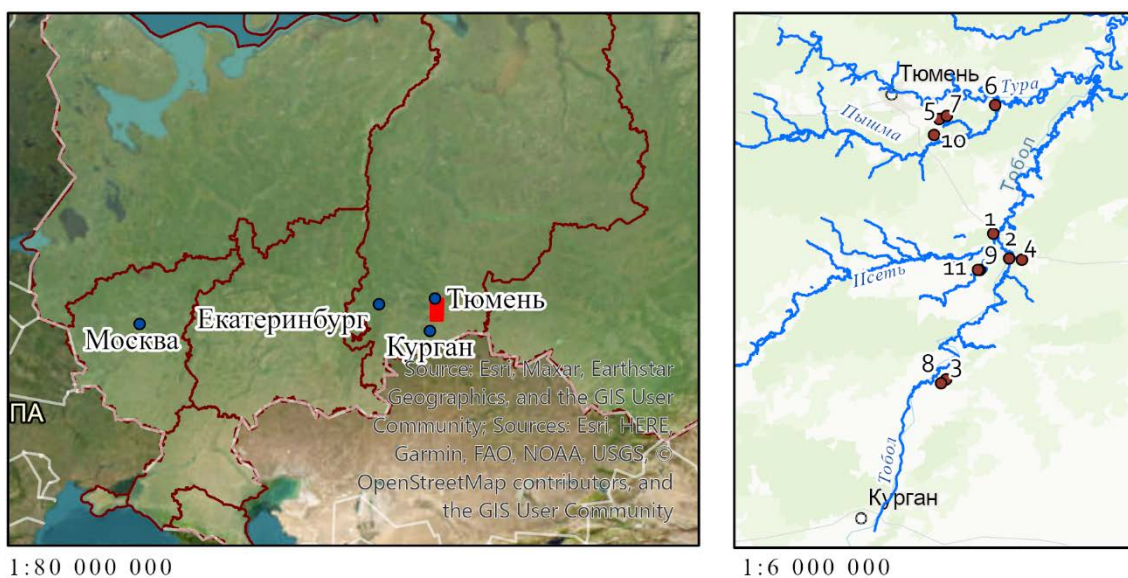 Тюмень
Екатеринбург
Москва
Курган
Source: Esri, Maxar, Earthstar
Geographics, and the GIS User
Community; Sources: Esri, HERE,
Garmin, FAO, NOAA, USGS, ©
OpenStreetMap contributors, and
the GIS User Community
ПА
1:80 000 000
Тюмень
6
Тура
5 7
Пышма
10
Тобол
1
2 4
9
11
Исеть
8 3
Тобол
Курган
1:6 000 000